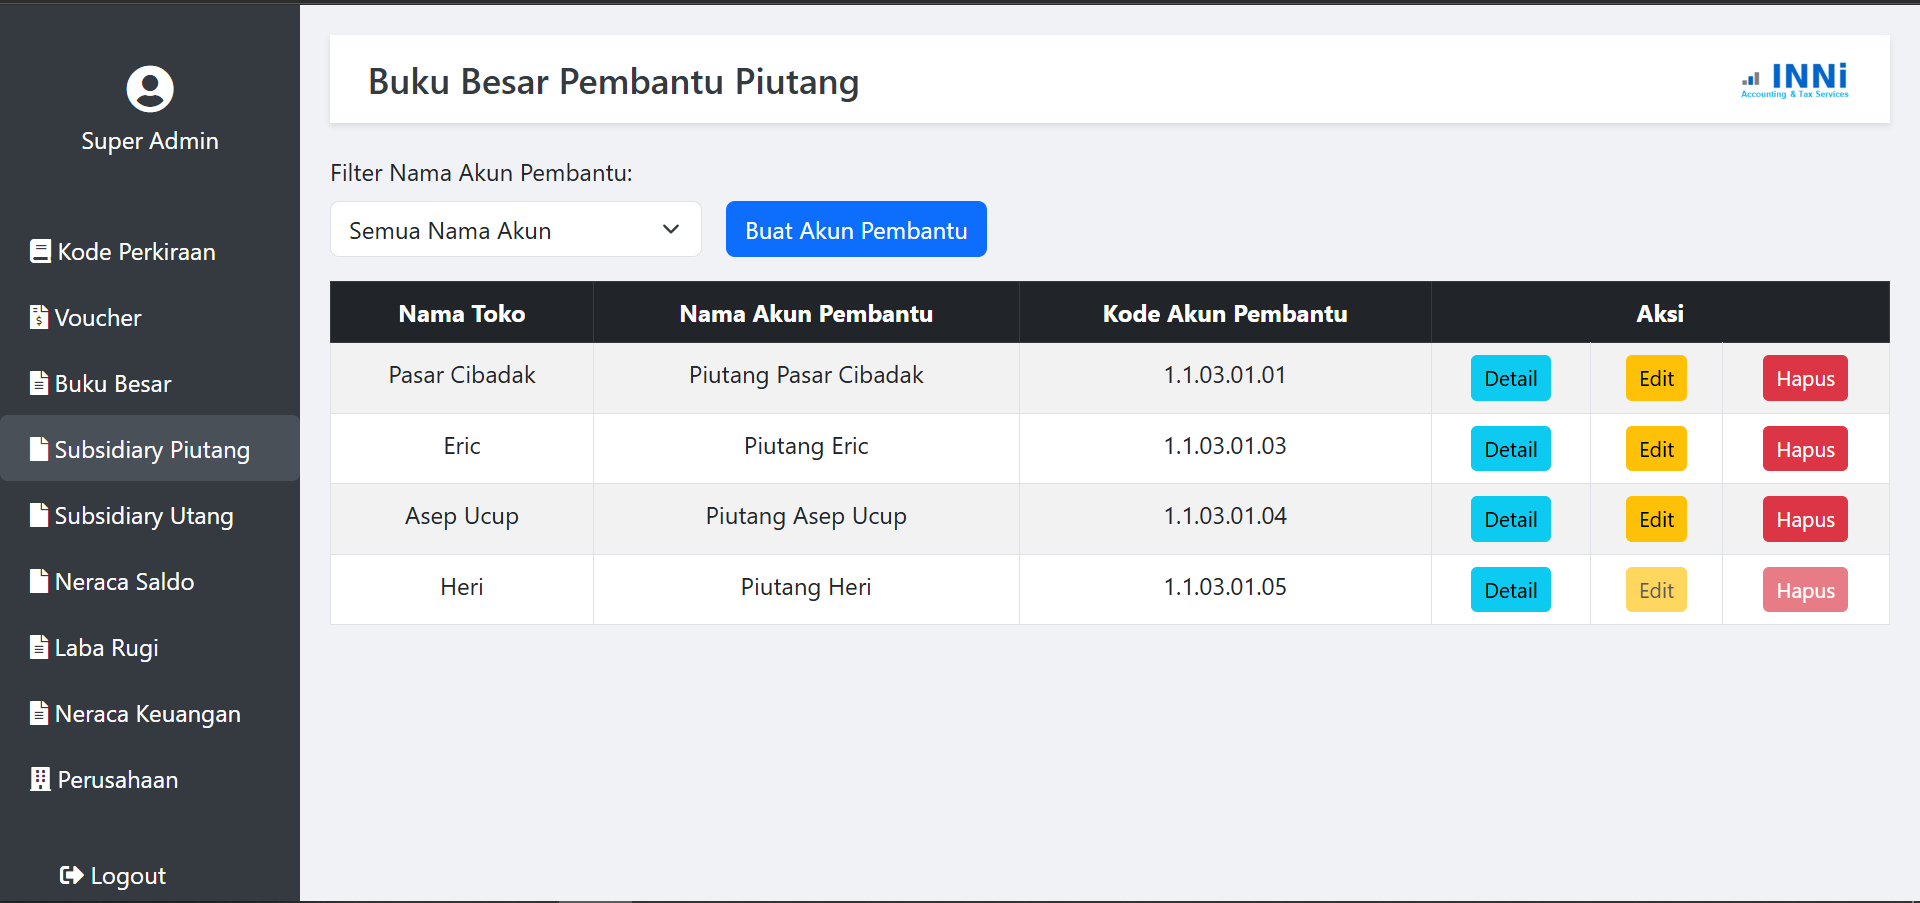 Super Admin
Kode Perkiraan
Voucher
Buku Besar
Subsidiary Piutang
Subsidiary Utang
Neraca Saldo
Laba Rugi
Neraca Keuangan
Perusahaan
Logout
Buku Besar Pembantu Piutang
INNi
Accounting & Tax Services
Filter Nama Akun Pembantu:
Semua Nama Akun Buat Akun Pembantu
Nama Toko Nama Akun Pembantu Kode Akun Pembantu Aksi
Pasar Cibadak Piutang Pasar Cibadak 1.1.03.01.01 Detail Edit Hapus
Eric Piutang Eric 1.1.03.01.03 Detail Edit Hapus
Asep Ucup Piutang Asep Ucup 1.1.03.01.04 Detail Edit Hapus
Heri Piutang Heri 1.1.03.01.05 Detail Edit Hapus